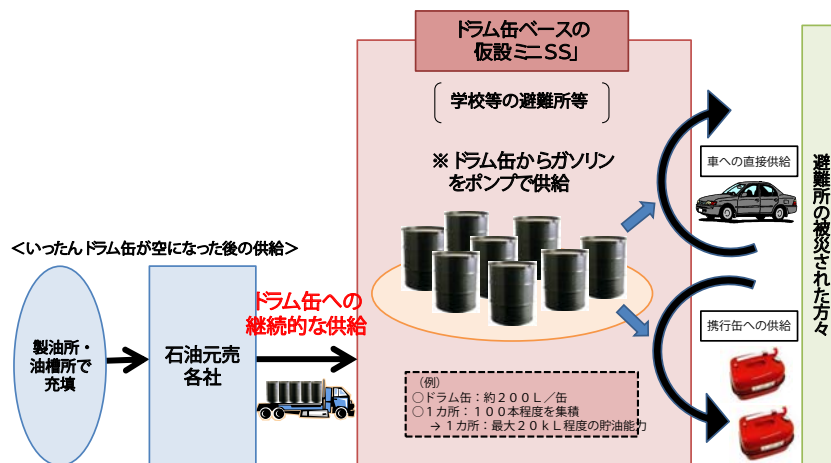 ドラム缶ベースの
「仮設ミニSS」
学校等の避難所等
※ドラム缶からガソリン
をポンプで供給
車への直接供給
避難所の被災された方々
<いったんドラム缶が空になった後の供給>
ドラム缶への
継続的な供給
製油所・
油槽所で
充填
石油元売
各社
携行缶への供給
（例）
○ドラム缶：約２００Ｌ／缶
○１カ所：１００本程度を集積
→１カ所：最大２０ｋＬ程度の貯油能力